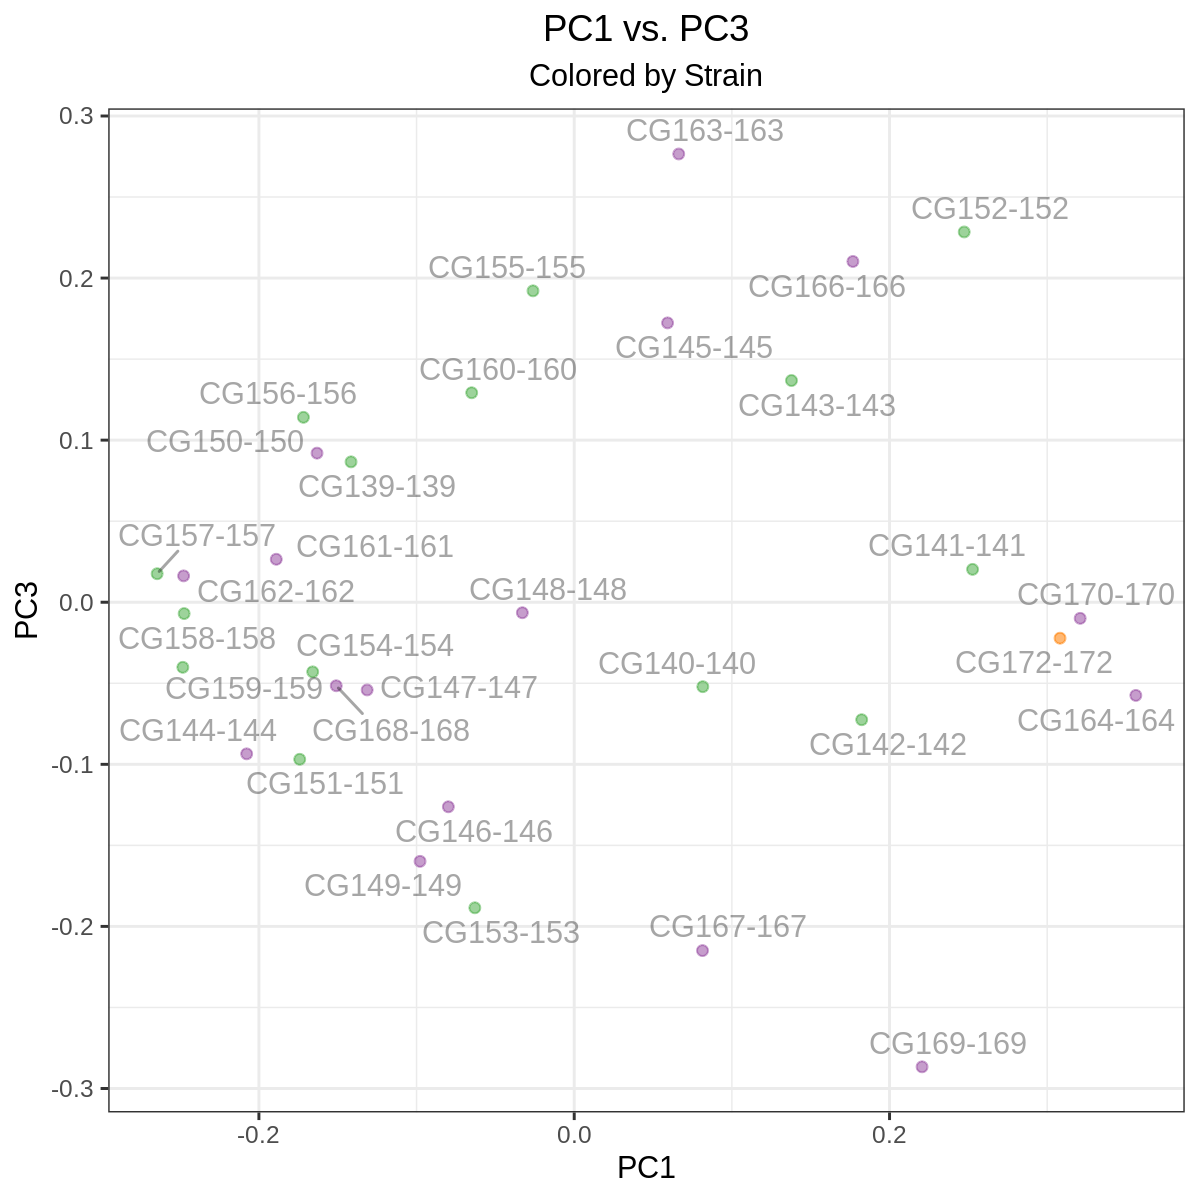 PC1 vs. PC3
Colored by Strain
0.3
CG163-163
CG152-152
CG155-155
0.2
CG166-166
CG145-145
CG160-160
CG156-156
CG143-143
0.1
CG150-150
CG139-139
CG157-157
CG161-161
CG141-141
CG162-162
CG148-148
CG170-170
0.0
PC3
CG158-158
CG154-154
CG140-140
CG172-172
CG159-159
CG147-147
CG164-164
CG144-144
CG168-168
CG142-142
-0.1
CG151-151
CG146-146
CG149-149
-0.2
CG153-153
CG167-167
CG169-169
-0.3
-0.2
0.0
0.2
PC1